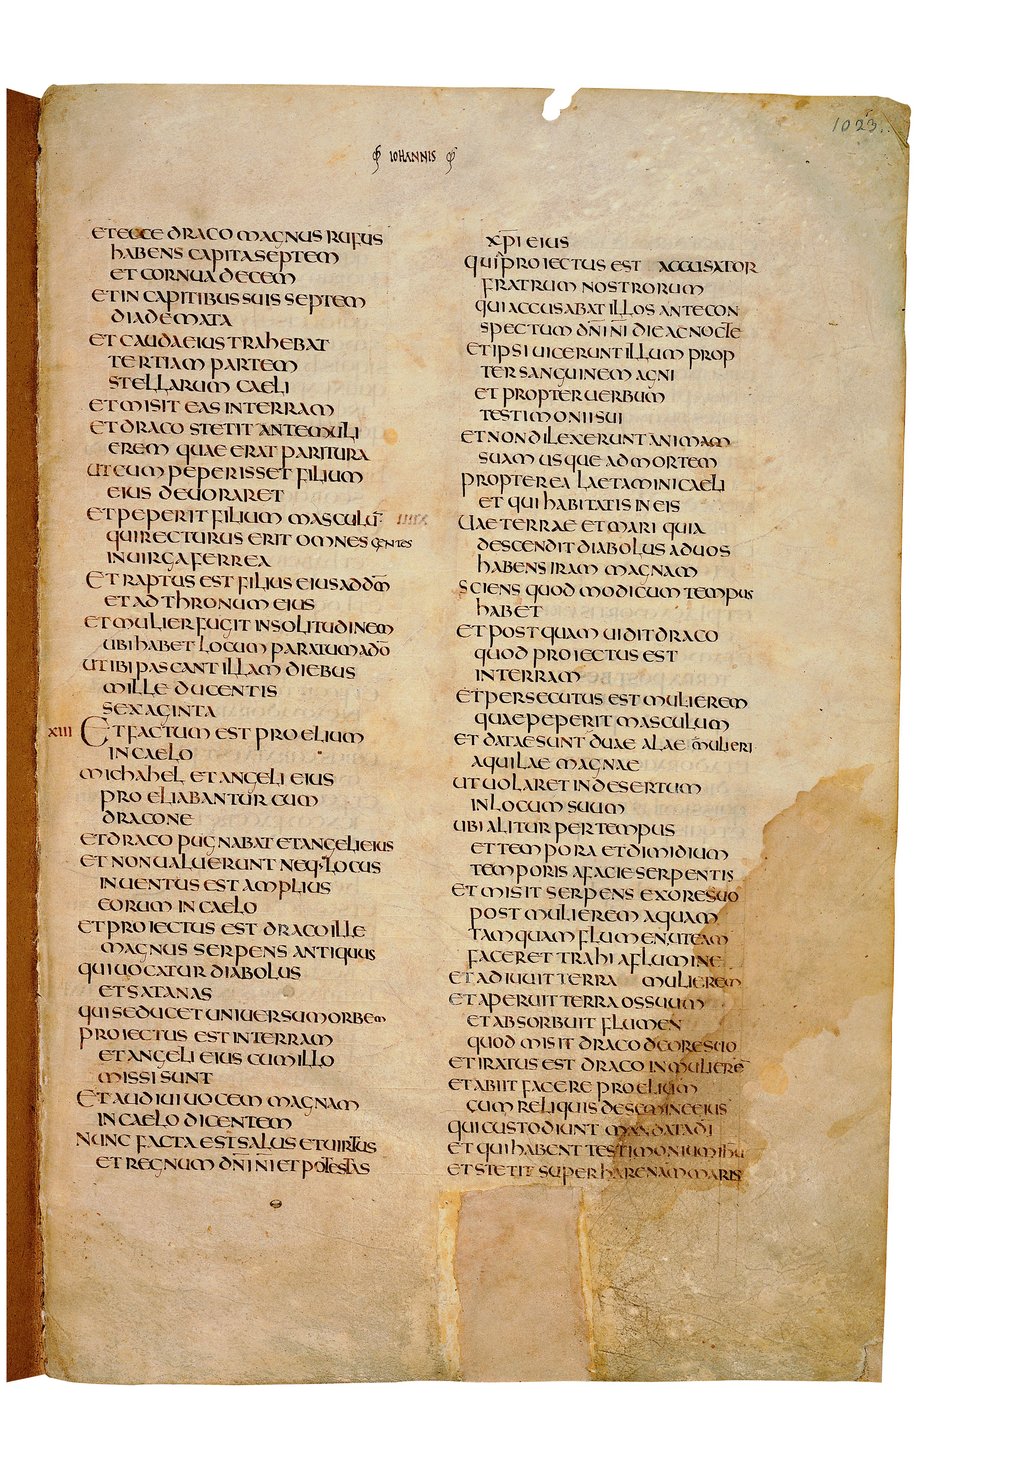 1023.
IOHANNIS
ET ECCE DRACO MAGNUS RUFUS
HABENS CAPITA SEPTEM
ET CORNUA DECEM
ET IN CAPITIBUS SUIS SEPTEM
DIADEMATA
ET CAUDA EIUS TRAHEBAT
TERTIAM PARTEM
STELLARUM CAELI
ET MISIT EAS IN TERRAM
ET DRACO STETIT ANTE MULI
EREM QUAE ERAT PARITURA
UT CUM PEPERISSET FILIUM
EIUS DEUORARET
ET PEPERIT FILIUM MASCULŪ
QUI RECTURUS ERIT OMNES GENTES
IN UIRGA FERREA
ET RAPTUS EST FILIUS EIUS AD DM̄
ET AD THRONUM EIUS
ET MULIER FUGIT IN SOLITUDINEM
UBI HABET LOCUM PARATUM A DŌ
UT IBI PASCANT ILLAM DIEBUS
MILLE DUCENTIS
SEXAGINTA
XIII ET FACTUM EST PROELIUM
IN CAELO
MICHAHEL ET ANGELI EIUS
PROELIABANTUR CUM
DRACONE
ET DRACO PUGNABAT ET ANGELI EIUS
ET NON UALUERUNT NEQ· LOCUS
INUENTUS EST AMPLIUS
EORUM IN CAELO
ET PROIECTUS EST DRACO ILLE
MAGNUS SERPENS ANTIQUUS
QUI UOCATUR DIABOLUS
ET SATANAS
QUI SEDUCET UNIUERSUM ORBEM
PROIECTUS EST IN TERRAM
ET ANGELI EIUS CUM ILLO
MISSI SUNT
ET AUDIUI UOCEM MAGNAM
IN CAELO DICENTEM
NUNC FACTA EST SALUS ET UIRTUS
ET REGNUM DN̄I N̄I ET POTESTAS
XP̄I EIUS
QUI PROIECTUS EST ACCUSATOR
FRATRUM NOSTRORUM
QUI ACCUSABAT ILLOS ANTE CON
SPECTUM DN̄I N̄I DIE AC NOCTE
ET IPSI UICERUNT ILLUM PROP
TER SANGUINEM AGNI
ET PROPTER UERBUM
TESTIMONII SUI
ET NON DILEXERUNT ANIMAM
SUAM USQUE AD MORTEM
PROPTEREA LAETAMINI CAELI
ET QUI HABITATIS IN EIS
UAE TERRAE ET MARI QUIA
DESCENDIT DIABOLUS AD UOS
HABENS IRAM MAGNAM
SCIENS QUOD MODICUM TEMPUS
HABET
ET POSTQUAM UIDIT DRACO
QUOD PROIECTUS EST
IN TERRAM
ET PERSECUTUS EST MULIEREM
QUAE PEPERIT MASCULUM
ET DATAE SUNT DUAE ALAE MULIERI
AQUILAE MAGNAE
UT UOLARET IN DESERTUM
IN LOCUM SUUM
UBI ALITUR PER TEMPUS
ET TEMPORA ET DIMIDIUM
TEMPORIS A FACIE SERPENTIS
ET MISIT SERPENS EX ORE SUO
POST MULIEREM AQUAM
TAMQUAM FLUMEN UT EAM
FACERET TRAHI A FLUMINE
ET ADIUUIT TERRA MULIEREM
ET APERUIT TERRA OS SUUM
ET ABSORBUIT FLUMEN
QUOD MISIT DRACO DE ORE SUO
ET IRATUS EST DRACO IN MULIERĒ
ET ABIIT FACERE PROELIUM
CUM RELIQUIS DE SEMINE EIUS
QUI CUSTODIUNT MANDATA DĪ
ET QUI HABENT TESTIMONIUM IHŪ
ET STETIT SUPER HARENAM MARIS